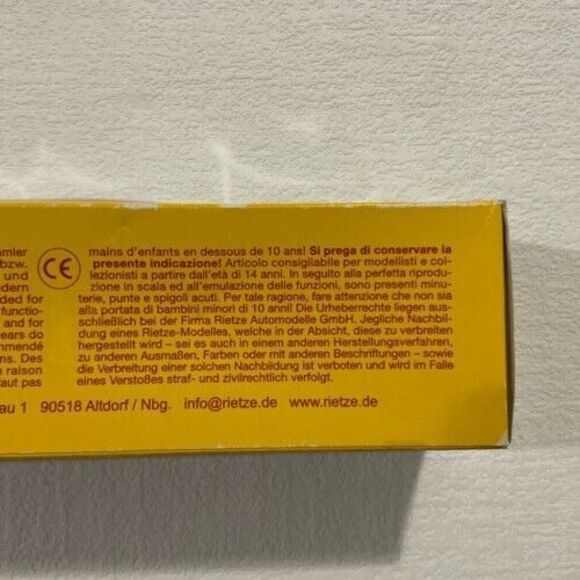 mier
bzw.
und
dern
ded for
functio-
and for
ears do
mmandé
ns. Des
n raison
faut pas
CE
mains d'enfants en dessous de 10 ans! Si prega di conservare la
presente indicazione! Articolo consigliabile per modellisti e col-
lezionisti a partire dall'età di 14 anni. In seguito alla perfetta riprodu-
zione in scala ed all'emulazione delle funzioni, sono presenti minu-
terie, punte e spigoli acuti. Per tale ragione, fare attenzione che non sia
alla portata di bambini minori di 10 anni! Die Urheberrechte liegen aus-
schließlich bei der Firma Rietze Automodelle GmbH. Jegliche Nachbil-
dung eines Rietze-Modelles, welche in der Absicht, diese zu verbreiten
hergestellt wird – sei es auch in einem anderen Herstellungsverfahren,
zu anderen Ausmaßen, Farben oder mit anderen Beschriftungen – sowie
die Verbreitung einer solchen Nachbildung ist verboten und wird im Falle
eines Verstoßes straf- und zivilrechtlich verfolgt.
au 1 90518 Altdorf / Nbg. info@rietze.de www.rietze.de